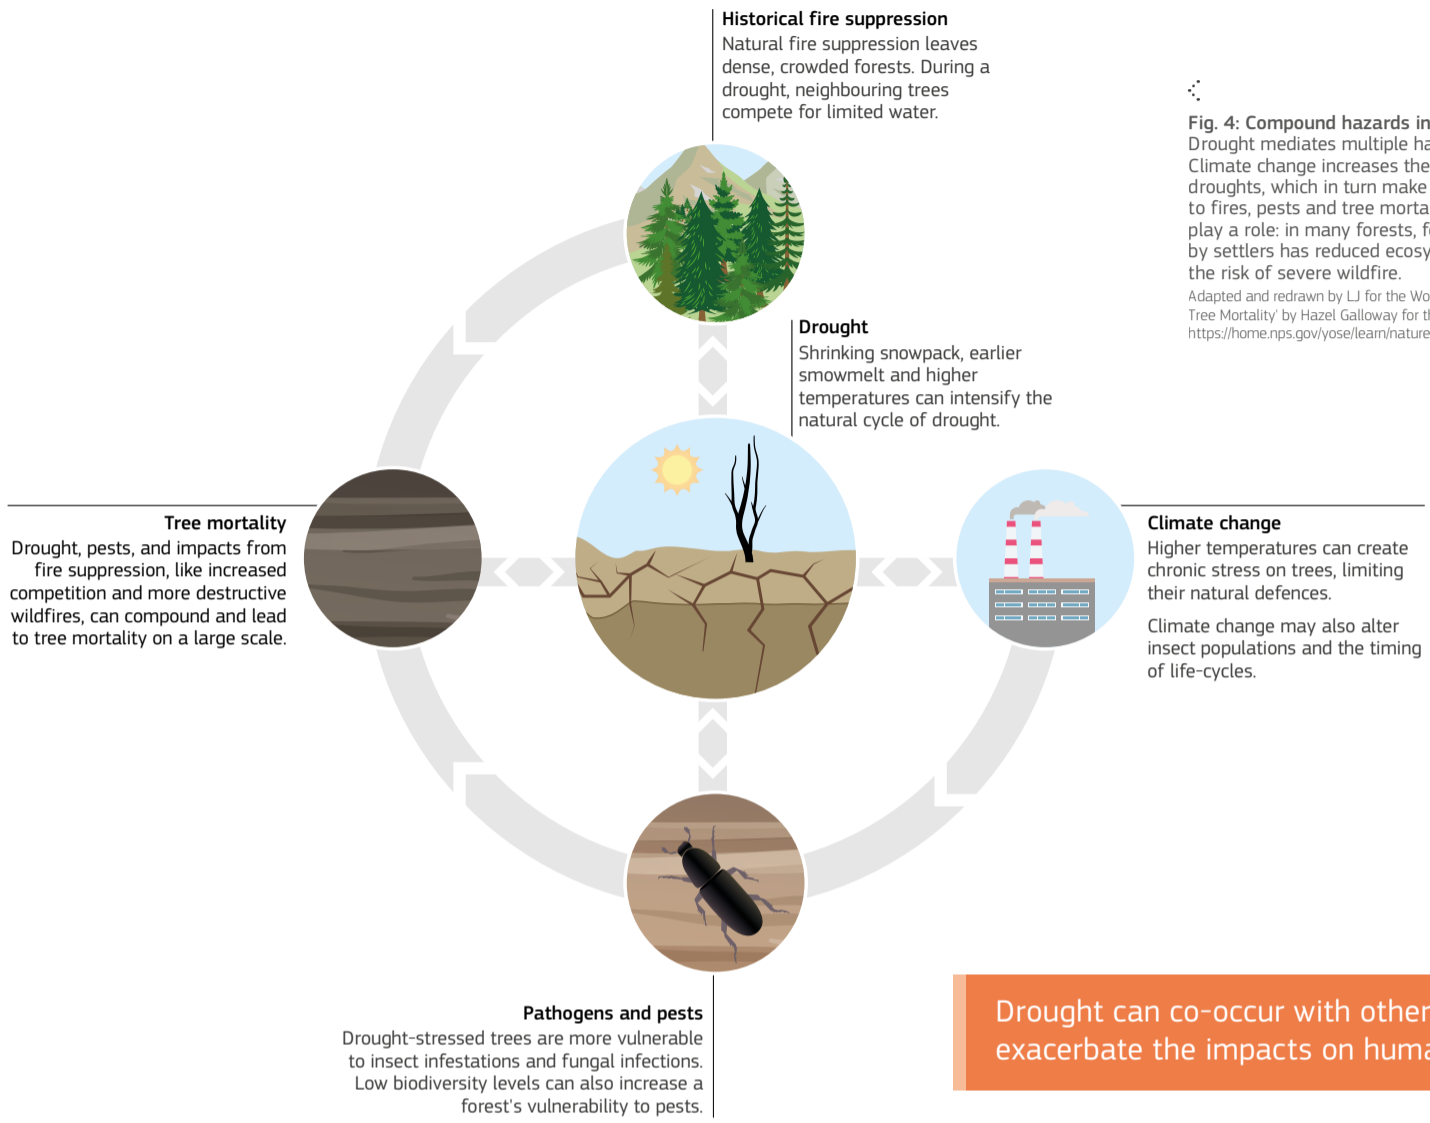 Historical fire suppression
Natural fire suppression leaves
dense, crowded forests. During a
drought, neighbouring trees
compete for limited water.
Fig. 4: Compound hazards in
Drought mediates multiple ha
Climate change increases the
droughts, which in turn make
to fires, pests and tree morta
play a role: in many forests, f
by settlers has reduced ecosy
the risk of severe wildfire.
Adapted and redrawn by LJ for the Wo
Tree Mortality' by Hazel Galloway for th
https://home.nps.gov/yose/learn/nature
Drought
Shrinking snowpack, earlier
smowmelt and higher
temperatures can intensify the
natural cycle of drought.
Tree mortality
Drought, pests, and impacts from
fire suppression, like increased
competition and more destructive
wildfires, can compound and lead
to tree mortality on a large scale.
Climate change
Higher temperatures can create
chronic stress on trees, limiting
their natural defences.
Climate change may also alter
insect populations and the timing
of life-cycles.
Pathogens and pests
Drought-stressed trees are more vulnerable
to insect infestations and fungal infections.
Low biodiversity levels can also increase a
forest's vulnerability to pests.
Drought can co-occur with other
exacerbate the impacts on huma